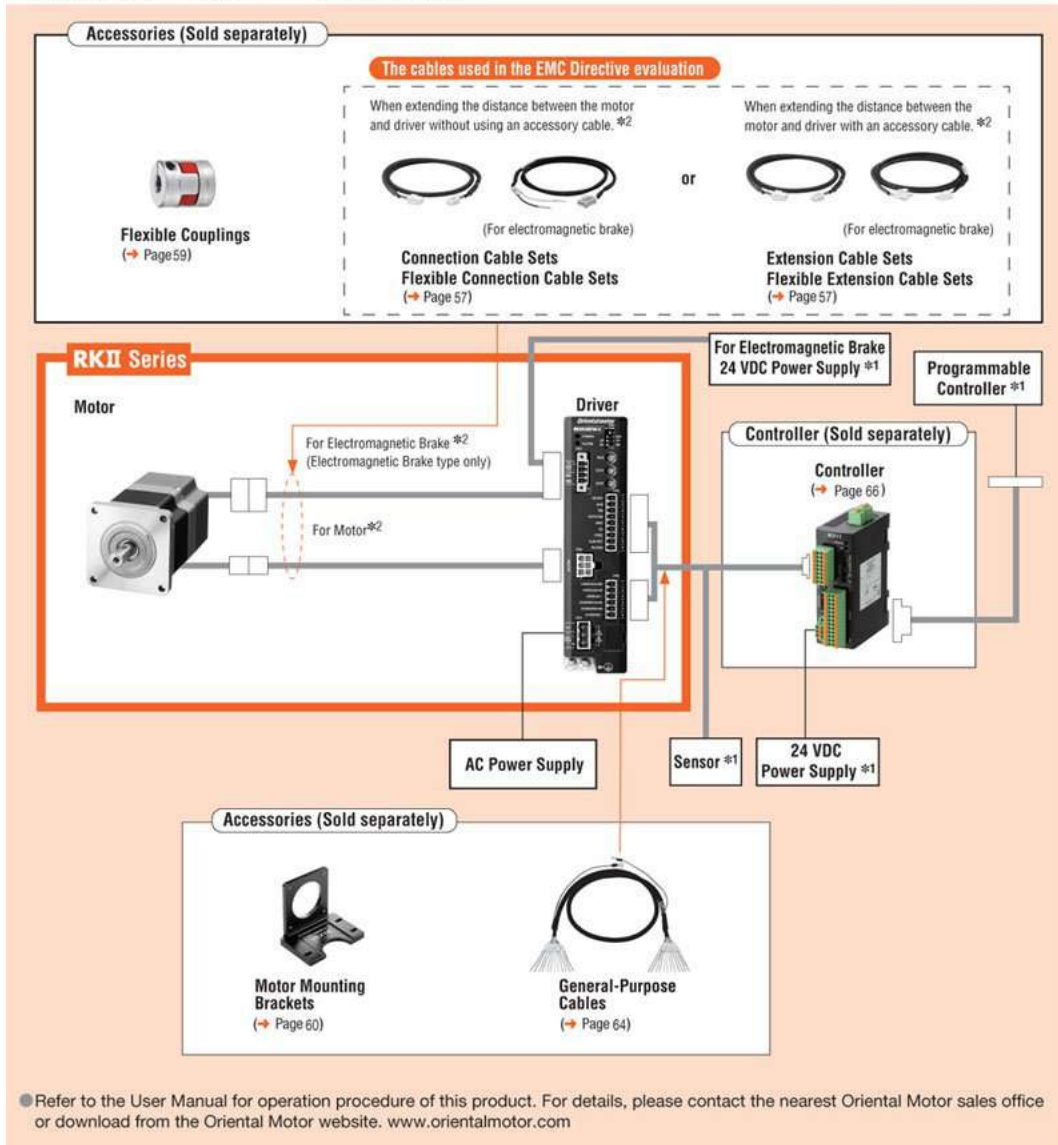 Accessories (Sold separately)
The cables used in the EMC Directive evaluation
When extending the distance between the motor
and driver without using an accessory cable. *2
When extending the distance between the
motor and driver with an accessory cable. *2
or
(For electromagnetic brake)
(For electromagnetic brake)
Flexible Couplings
(→ Page59)
Connection Cable Sets
Flexible Connection Cable Sets
(→ Page 57)
Extension Cable Sets
Flexible Extension Cable Sets
(→ Page 57)
RKII Series
For Electromagnetic Brake
24 VDC Power Supply *1
Programmable
Controller *1
Motor
Driver
Orientalmotor
For Electromagnetic Brake *2
(Electromagnetic Brake type only)
For Motor*2
Controller (Sold separately)
Controller
(→ Page 66)
AC Power Supply
Sensor *1
24 VDC
Power Supply *1
Accessories (Sold separately)
Motor Mounting
Brackets
(→ Page 60)
General-Purpose
Cables
(→ Page 64)
●Refer to the User Manual for operation procedure of this product. For details, please contact the nearest Oriental Motor sales office
or download from the Oriental Motor website. www.orientalmotor.com